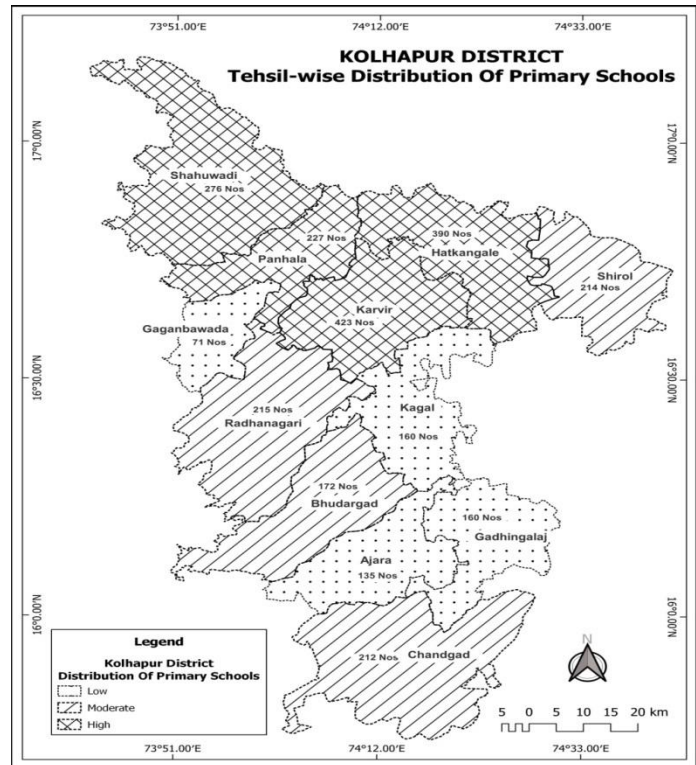 73°51.00'E 74°12.00'E 74°33.00'E
KOLHAPUR DISTRICT
Tehsil-wise Distribution Of Primary Schools
17°0.00'N 17°0.00'N
Shahuwadi
276 Nos
227 Nos
Panhala
390 Nos
Hatkangale
Shirol
214 Nos
Karvir
423 Nos
Gaganbawada
71 Nos
16°30.00'N 16°30.00'N
215 Nos
Radhanagari
Kagal
160 Nos
172 Nos
Bhudargad
160 Nos
Gadhingalaj
Ajara
135 Nos
16°0.00'N 16°0.00'N
212 Nos Chandgad
Legend
Kolhapur District
Distribution Of Primary Schools
Low
Moderate
High
N
5 0 5 10 15 20 km
73°51.00'E 74°12.00'E 74°33.00'E